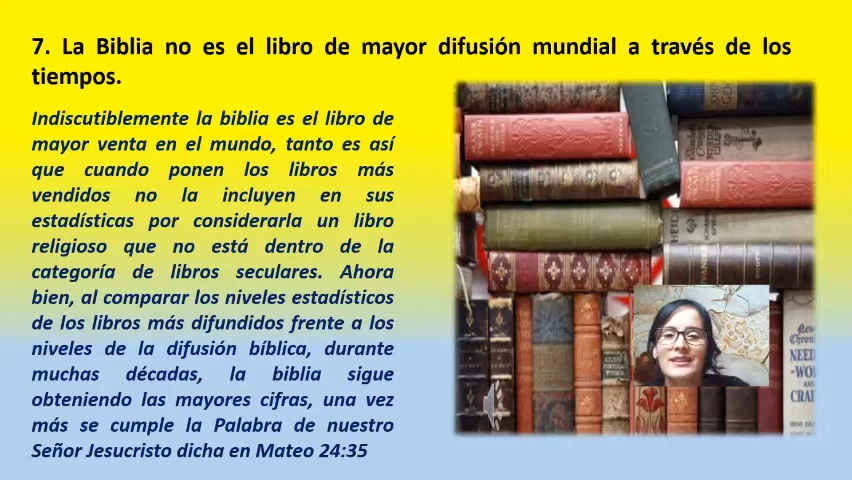 7. La Biblia no es el libro de mayor difusión mundial a través de los
tiempos.
Indiscutiblemente la biblia es el libro de
mayor venta en el mundo, tanto es así
que cuando ponen los libros más
vendidos no la incluyen en sus
estadísticas por considerarla un libro
religioso que no está dentro de la
categoría de libros seculares. Ahora
bien, al comparar los niveles estadísticos
de los libros más difundidos frente a los
niveles de la difusión bíblica, durante
muchas décadas, la biblia sigue
obteniendo las mayores cifras, una vez
más se cumple la Palabra de nuestro
Señor Jesucristo dicha en Mateo 24:35